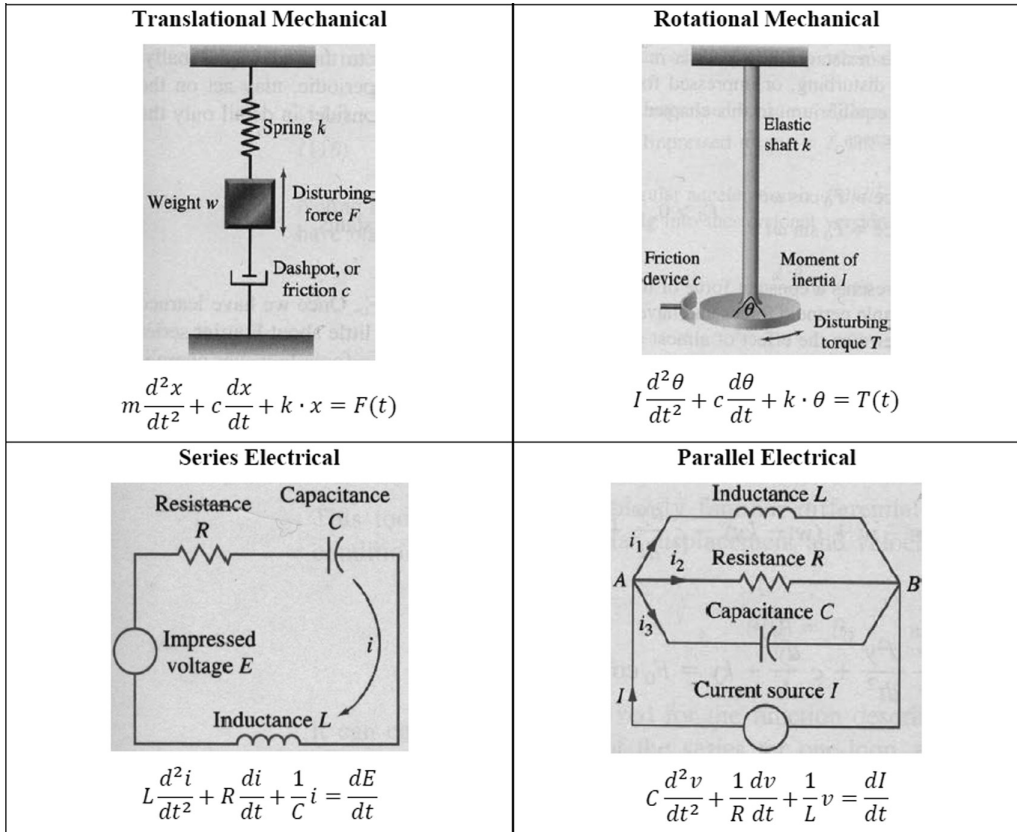 Translational Mechanical
Spring k
Weight w
Disturbing
force F
Dashpot, or
friction c
m d²x/dt² + c dx/dt + k · x = F(t)
Rotational Mechanical
Elastic
shaft k
Friction
device c
Moment of
inertia I
θ
Disturbing
torque T
I d²θ/dt² + c dθ/dt + k · θ = T(t)
Series Electrical
Resistance
R
Capacitance
C
Impressed
voltage E
i
Inductance L
L d²i/dt² + R di/dt + 1/C i = dE/dt
Parallel Electrical
Inductance L
i₁
i₂
Resistance R
A
B
Capacitance C
i₃
Current source I
I
C d²v/dt² + 1/R dv/dt + 1/L v = dI/dt